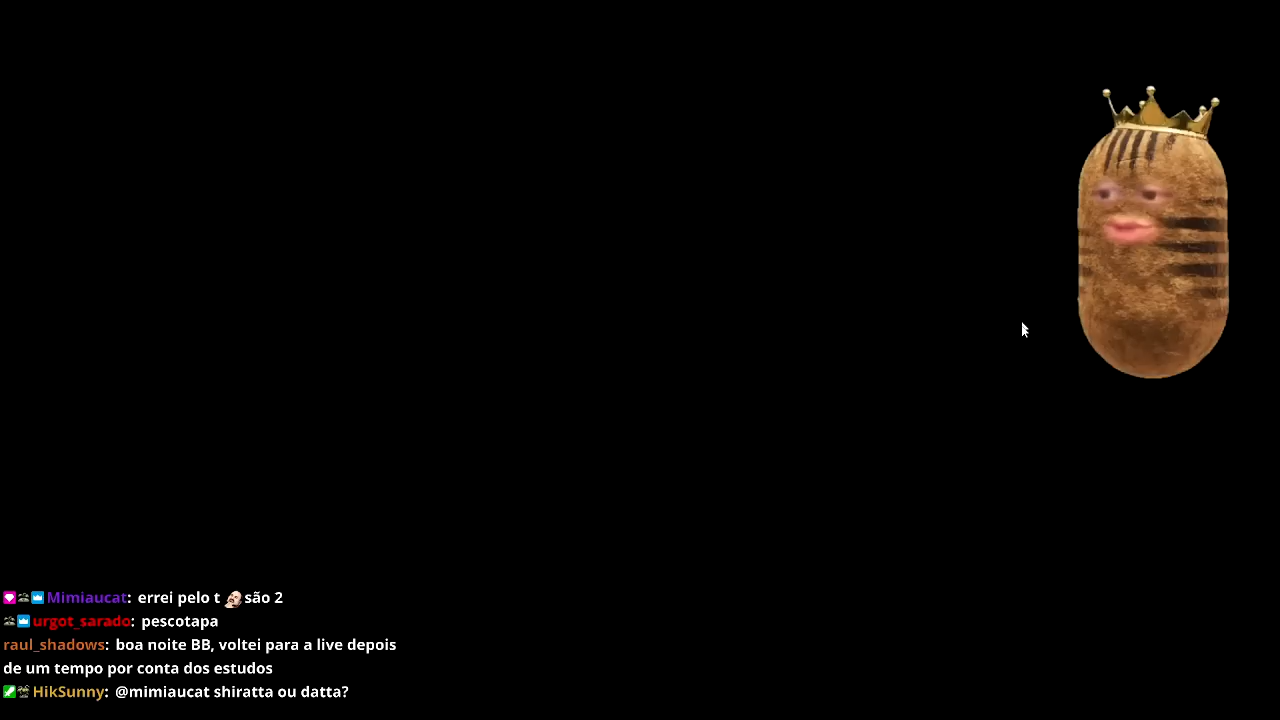 Mimiaucat: errei pelo t são 2
urgot_sarado: pescotapa
raul_shadows: boa noite BB, voltei para a live depois
de um tempo por conta dos estudos
HikSunny: @mimiaucat shiratta ou datta?